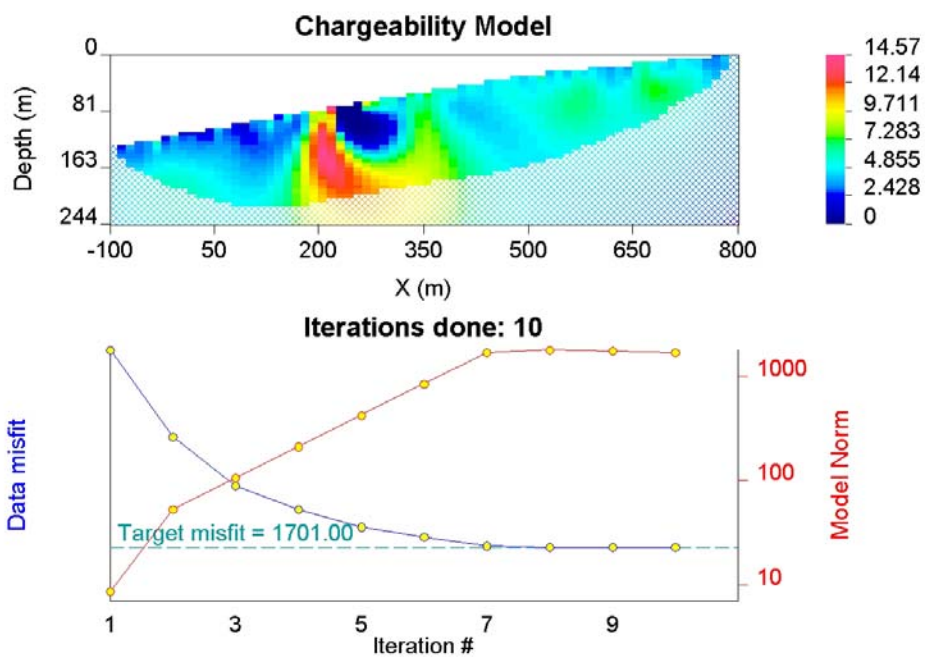 Chargeability Model
Depth (m)
0
81
163
244
-100 50 200 350 500 650 800
X (m)
14.57
12.14
9.711
7.283
4.855
2.428
0
Iterations done: 10
Data misfit
Target misfit = 1701.00
1000
100
10
Model Norm
1 3 5 7 9
Iteration #